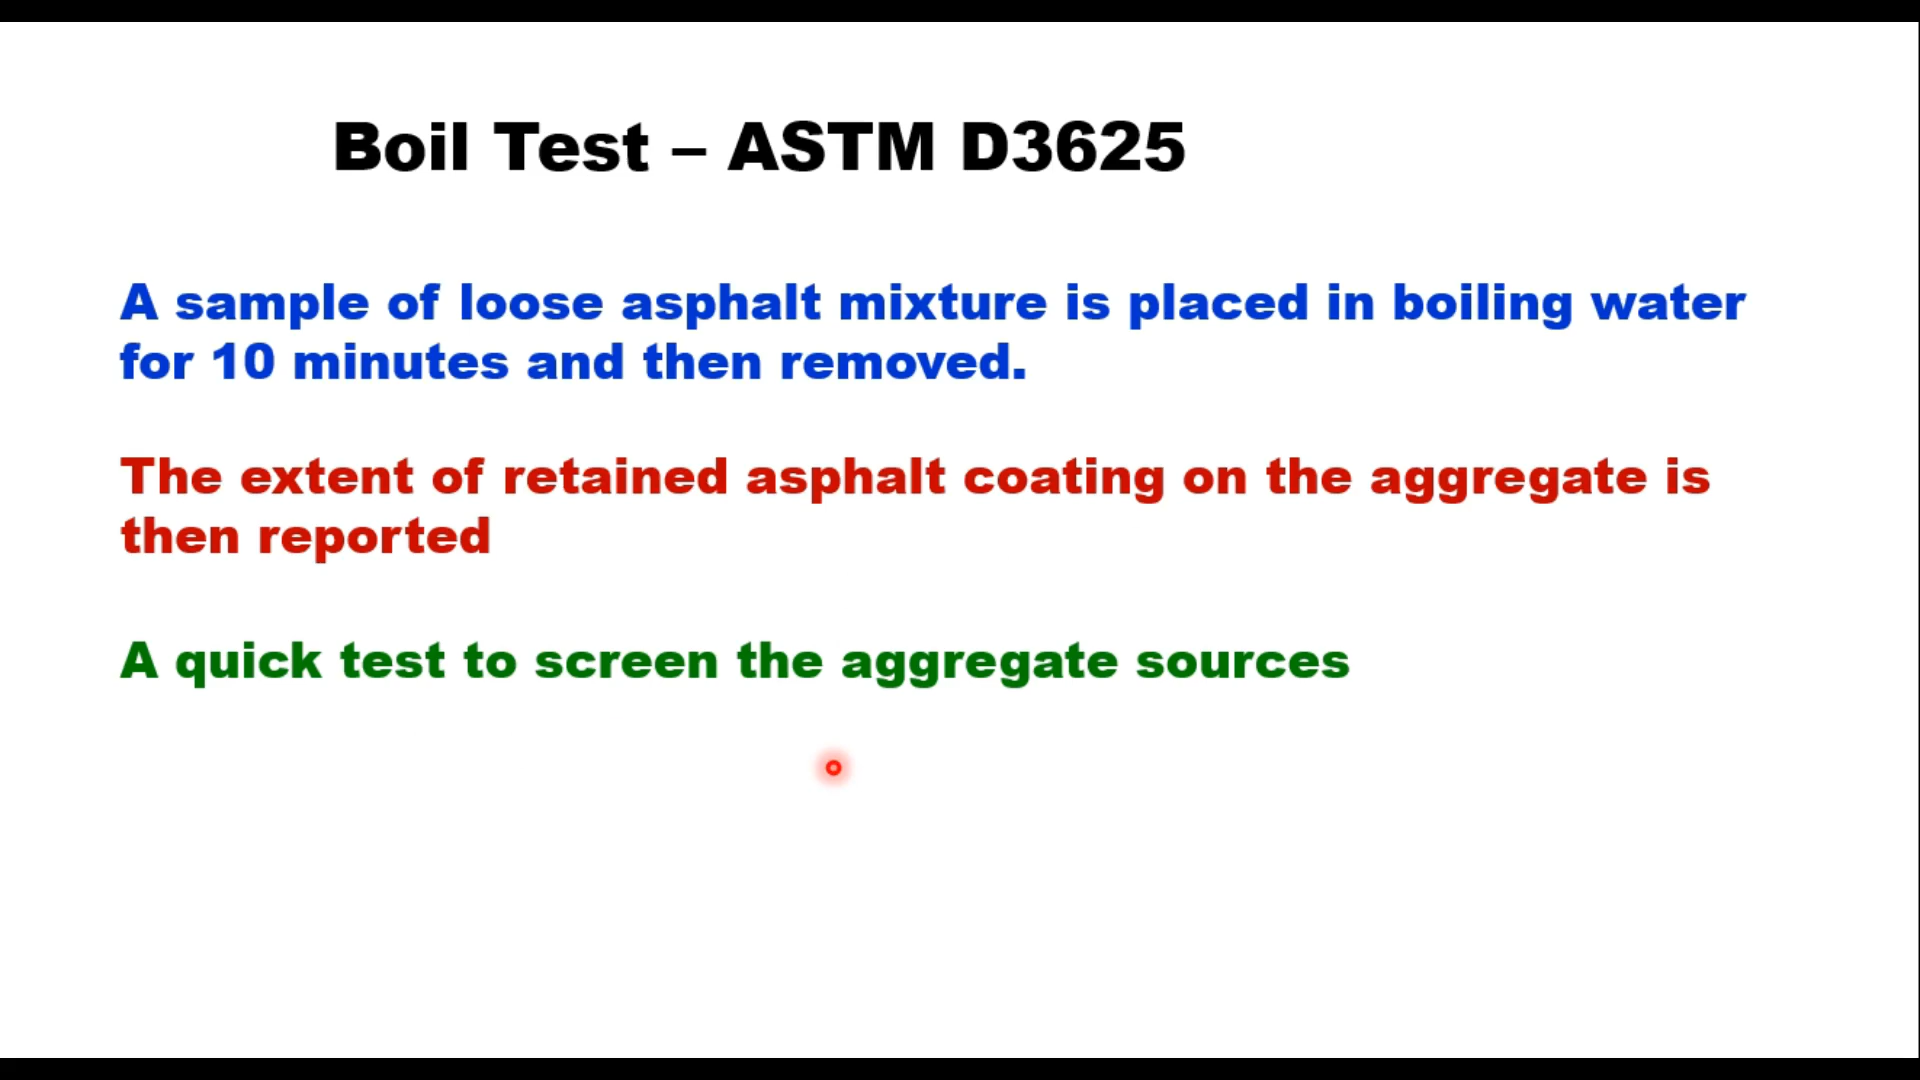 Boil Test – ASTM D3625
A sample of loose asphalt mixture is placed in boiling water
for 10 minutes and then removed.
The extent of retained asphalt coating on the aggregate is
then reported
A quick test to screen the aggregate sources